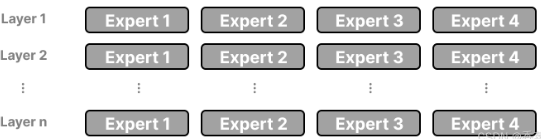 Layer 1 Expert 1 Expert 2 Expert 3 Expert 4
Layer 2 Expert 1 Expert 2 Expert 3 Expert 4
⋮ ⋮ ⋮ ⋮ ⋮
Layer n Expert 1 Expert 2 Expert 3 Expert 4